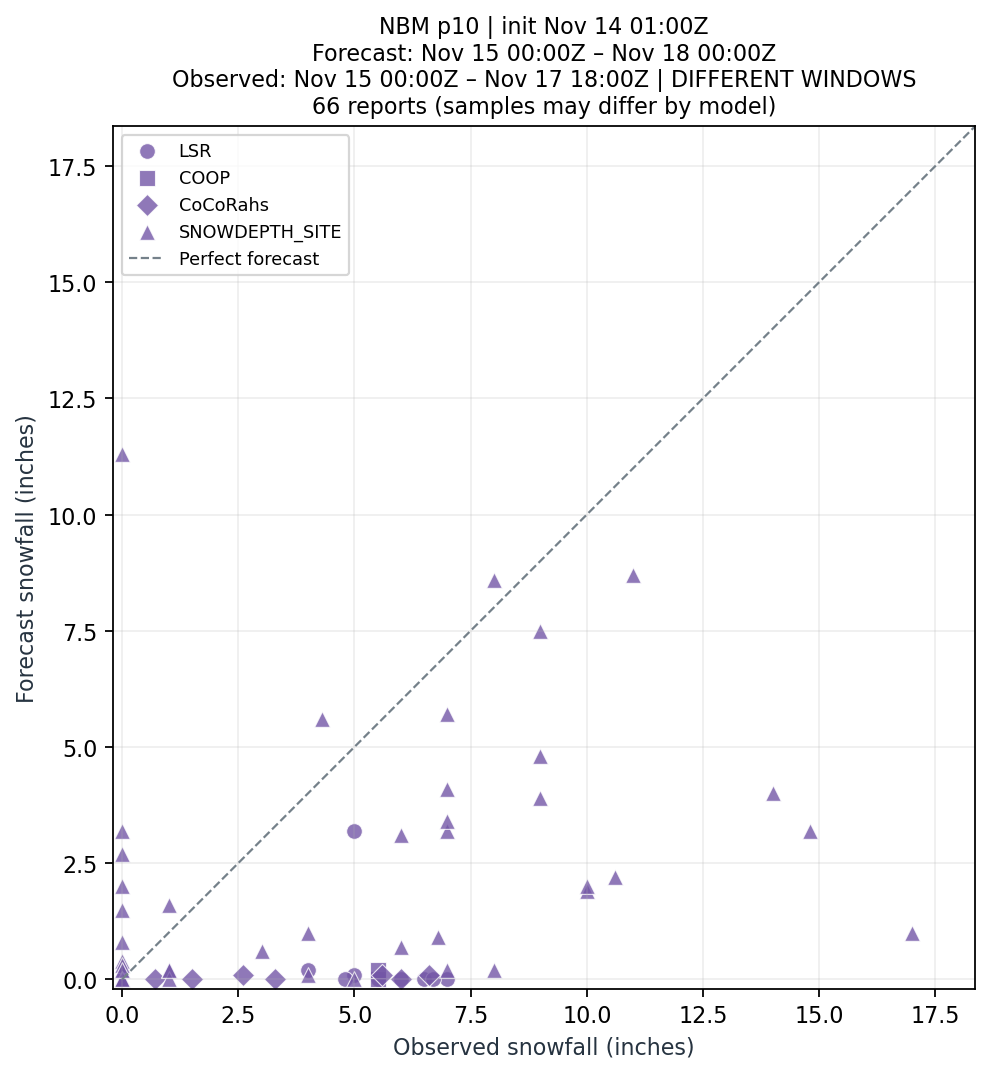 NBM p10 | init Nov 14 01:00Z
Forecast: Nov 15 00:00Z – Nov 18 00:00Z
Observed: Nov 15 00:00Z – Nov 17 18:00Z | DIFFERENT WINDOWS
66 reports (samples may differ by model)
LSR
COOP
CoCoRahs
SNOWDEPTH_SITE
Perfect forecast
17.5
15.0
12.5
10.0
7.5
5.0
2.5
0.0
Forecast snowfall (inches)
0.0 2.5 5.0 7.5 10.0 12.5 15.0 17.5
Observed snowfall (inches)